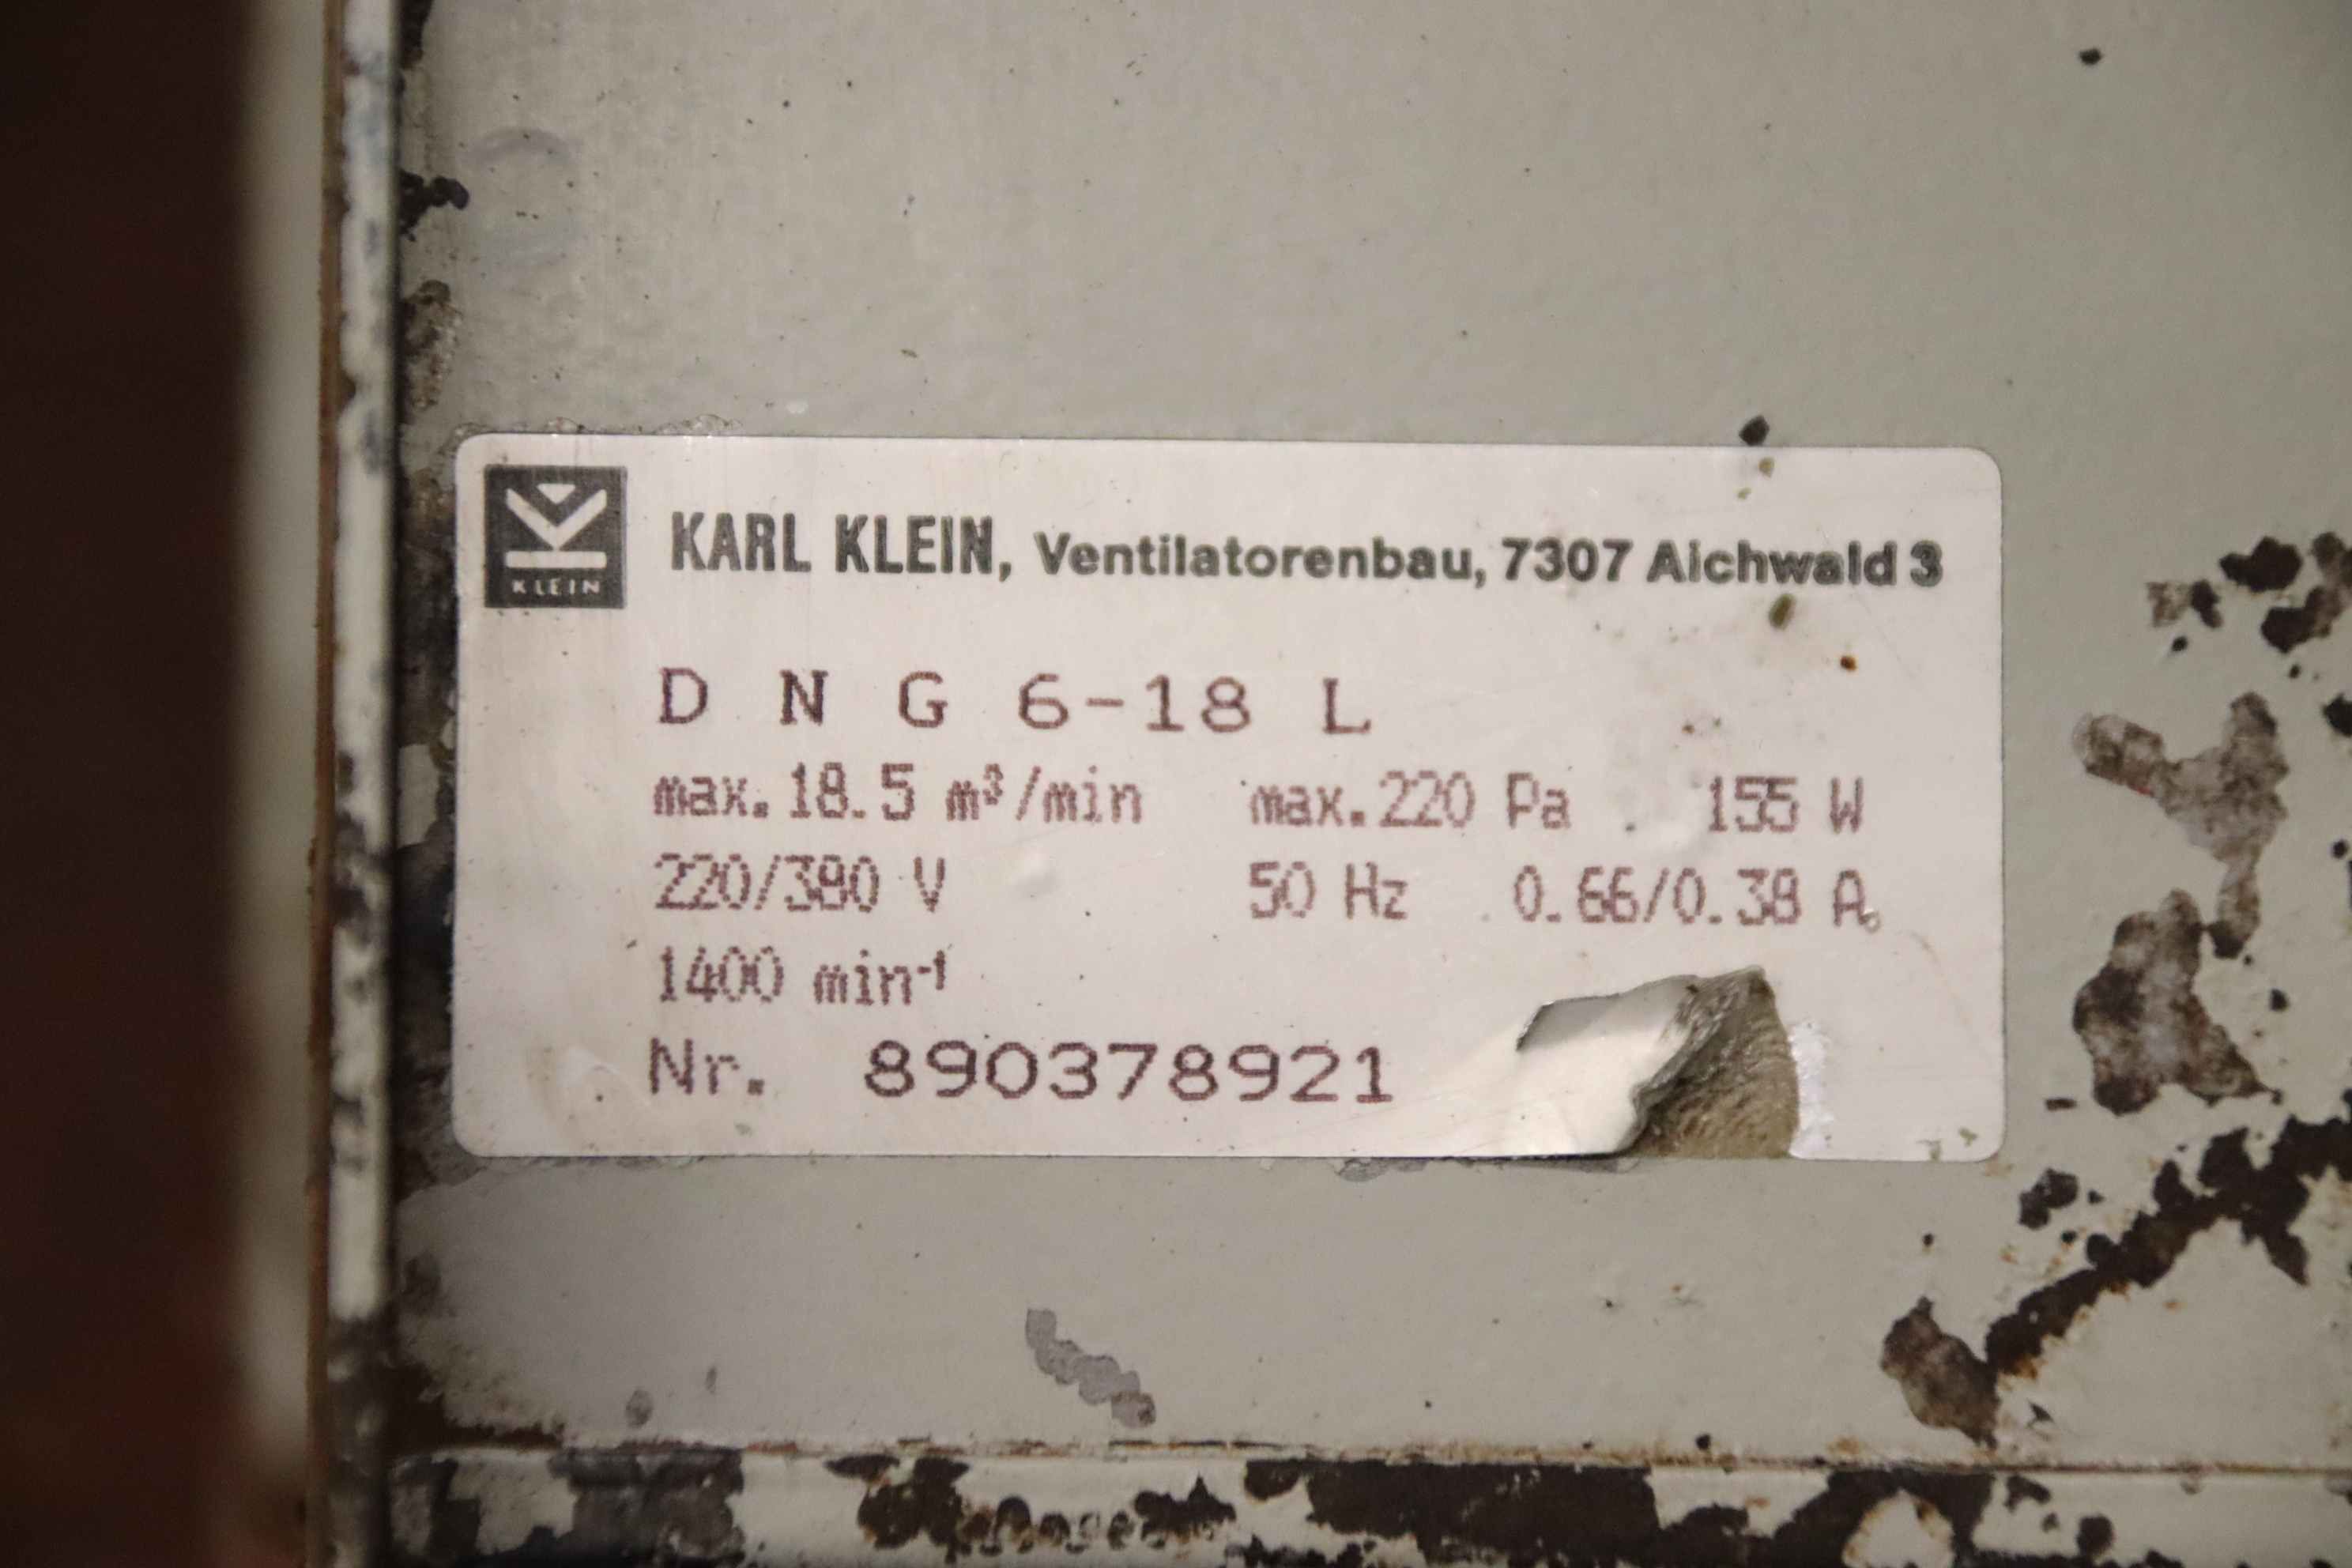 KLEIN
KARL KLEIN, Ventilatorenbau, 7307 Aichwald 3
D N G 6-18 L
max. 18.5 m³/min max. 220 Pa 155 W
220/380 V 50 Hz 0.66/0.38 A
1400 min⁻¹
Nr. 890378921